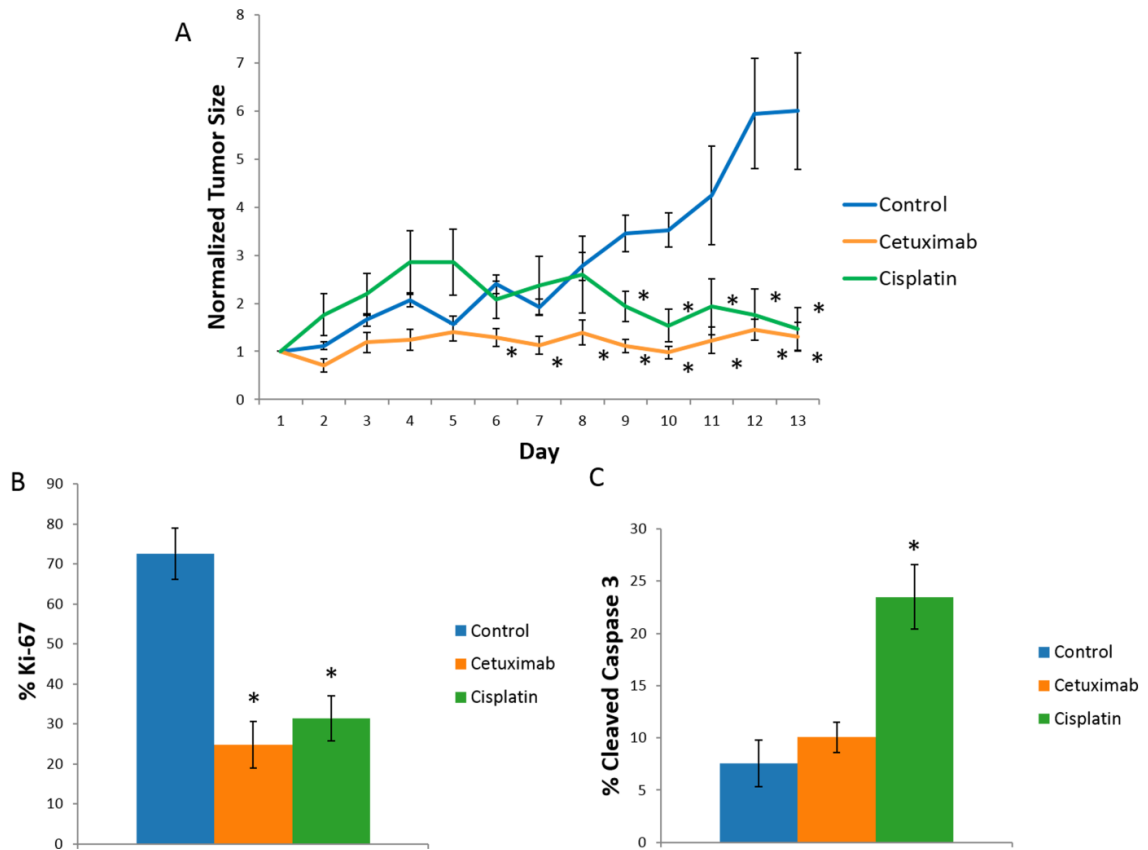 A
Normalized Tumor Size
8
7
6
5
4
3
2
1
0
* * * * *
* * * * * * * *
1 2 3 4 5 6 7 8 9 10 11 12 13
Day
Control
Cetuximab
Cisplatin
B
% Ki-67
90
80
70
60
50
40
30
20
10
0
* *
Control
Cetuximab
Cisplatin
C
% Cleaved Caspase 3
30
25
20
15
10
5
0
*
Control
Cetuximab
Cisplatin